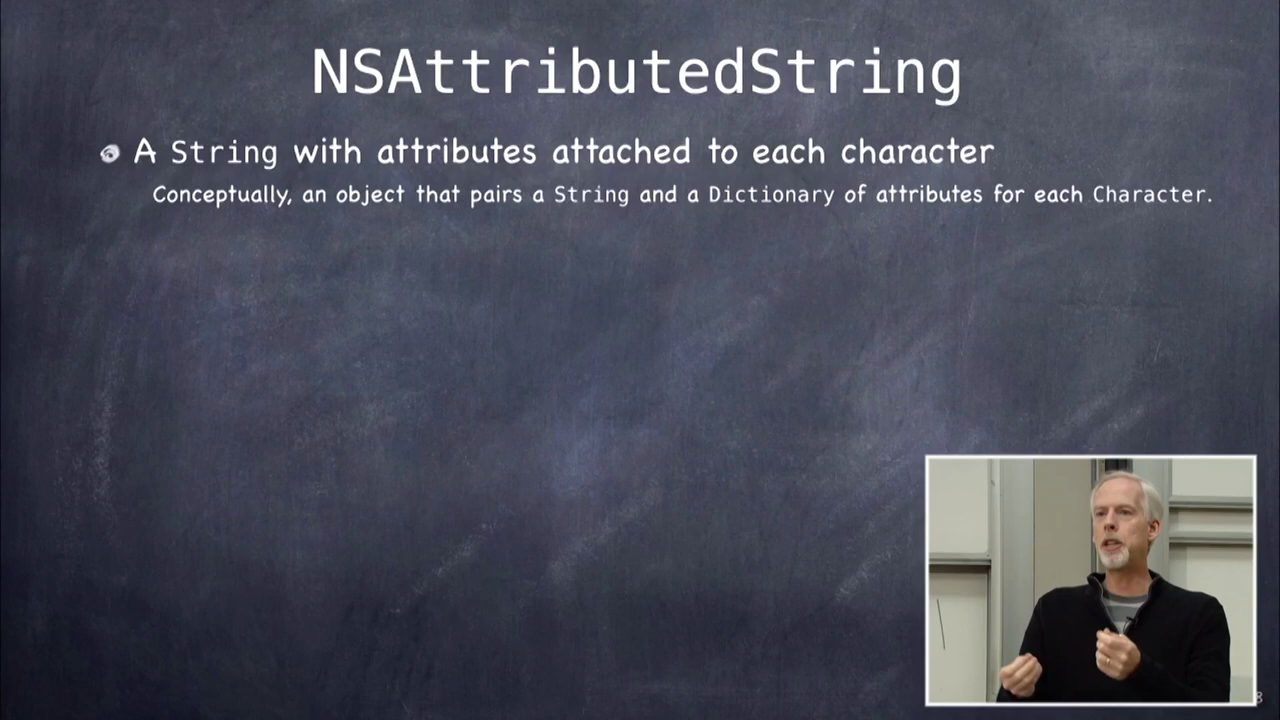 NSAttributedString
A String with attributes attached to each character
Conceptually, an object that pairs a String and a Dictionary of attributes for each Character.
8